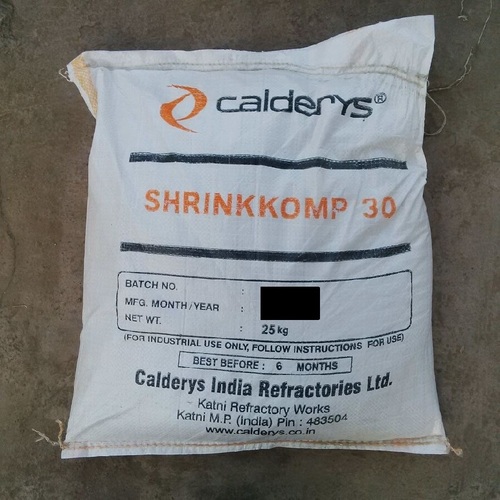 calderys®
SHRINKKOMP 30
BATCH NO. :
MFG. MONTH/YEAR :
NET WT. : 25 kg
(FOR INDUSTRIAL USE ONLY, FOLLOW INSTRUCTIONS FOR USE)
BEST BEFORE : 6 MONTHS
Calderys India Refractories Ltd.
Katni Refractory Works
Katni M.P. (India) Pin : 483504
www.calderys.co.in